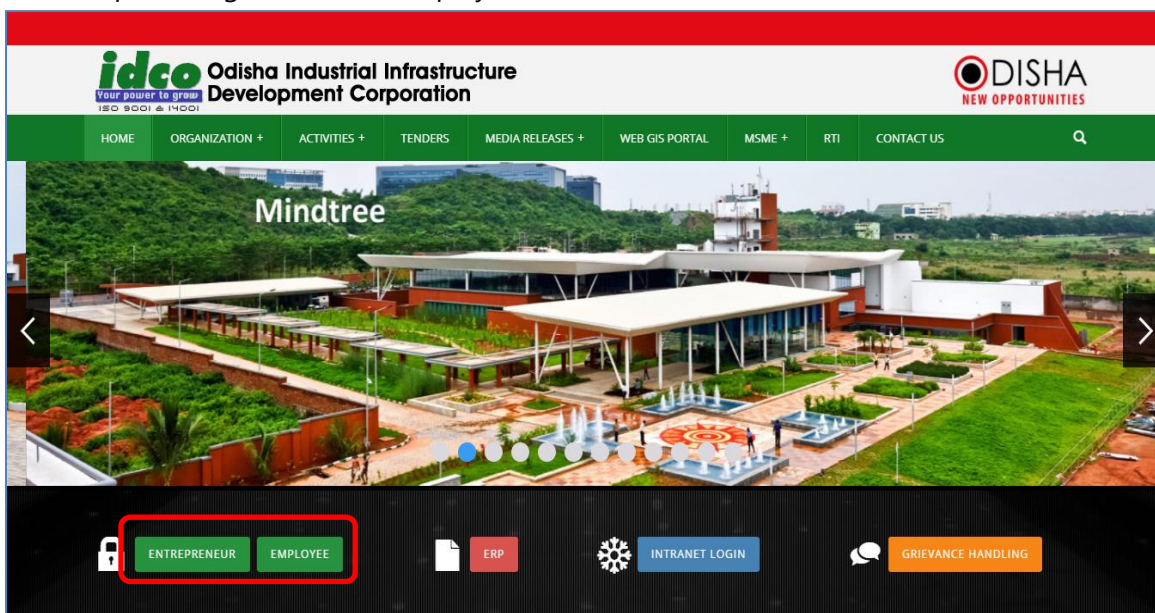 idco Odisha Industrial Infrastructure
Your power to grow Development Corporation
ISO 9001 & 14001
ODISHA
NEW OPPORTUNITIES
HOME ORGANIZATION + ACTIVITIES + TENDERS MEDIA RELEASES + WEB GIS PORTAL MSME + RTI CONTACT US
Mindtree
ENTREPRENEUR EMPLOYEE ERP INTRANET LOGIN GRIEVANCE HANDLING